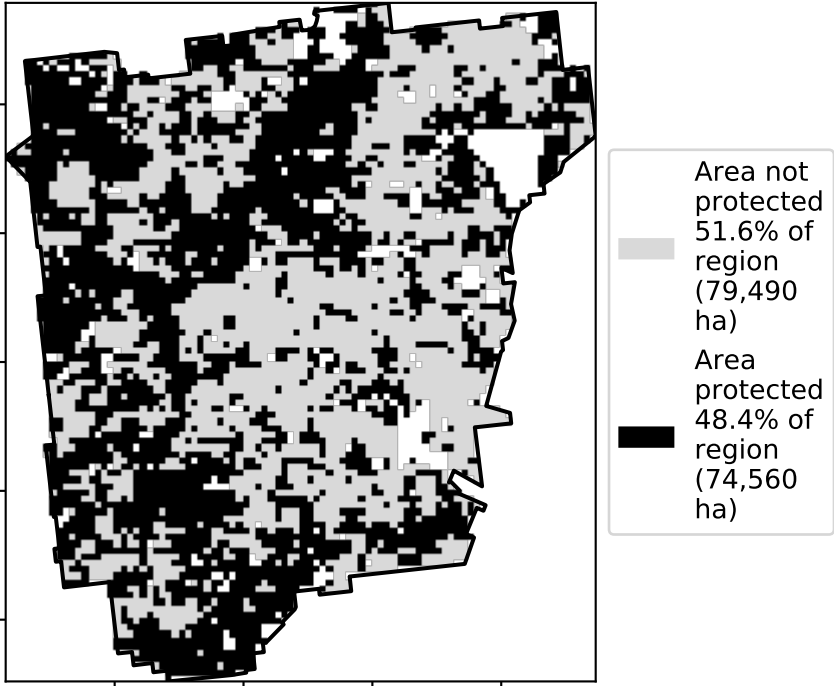 Area not
protected
51.6% of
region
(79,490
ha)
Area
protected
48.4% of
region
(74,560
ha)